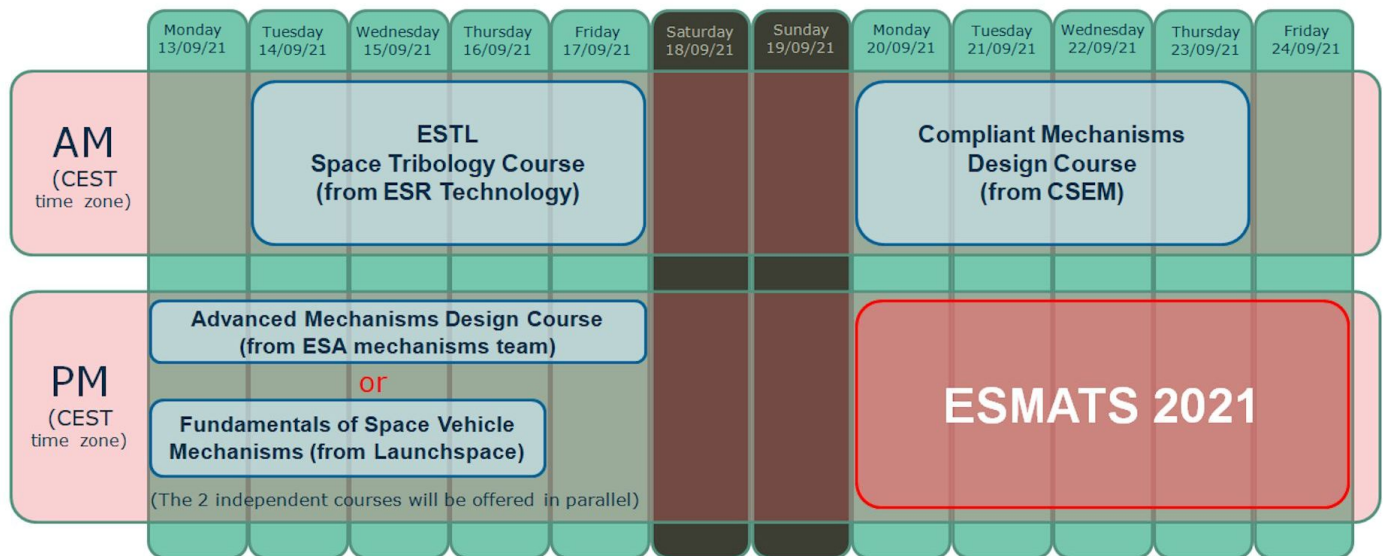 Monday
13/09/21
Tuesday
14/09/21
Wednesday
15/09/21
Thursday
16/09/21
Friday
17/09/21
Saturday
18/09/21
Sunday
19/09/21
Monday
20/09/21
Tuesday
21/09/21
Wednesday
22/09/21
Thursday
23/09/21
Friday
24/09/21
AM
(CEST
time zone)
ESTL
Space Tribology Course
(from ESR Technology)
Compliant Mechanisms
Design Course
(from CSEM)
PM
(CEST
time zone)
Advanced Mechanisms Design Course
(from ESA mechanisms team)
or
Fundamentals of Space Vehicle
Mechanisms (from Launchspace)
(The 2 independent courses will be offered in parallel)
ESMATS 2021